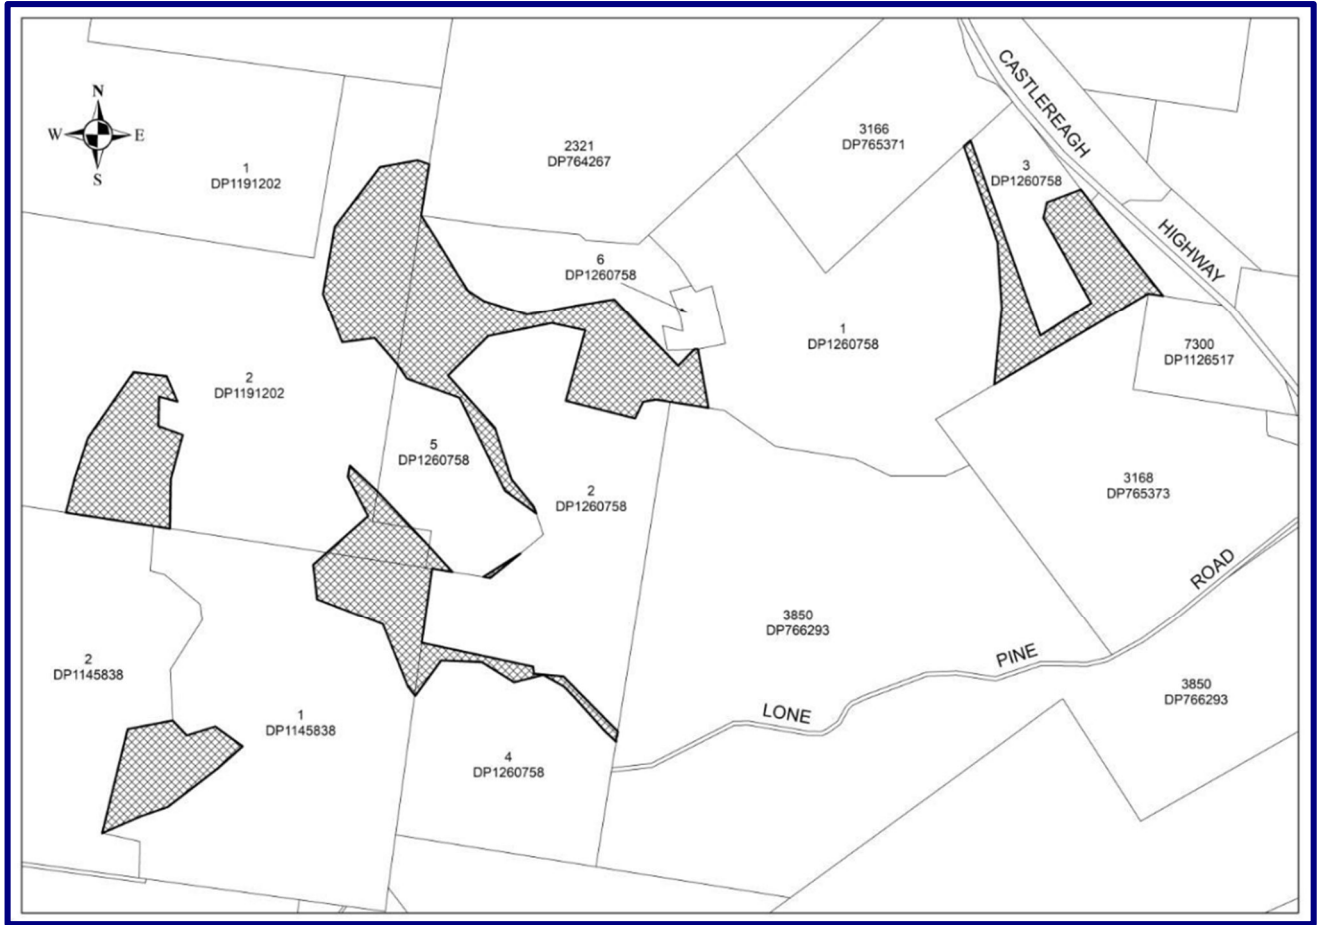 N
W E
S
CASTLEREAGH
HIGHWAY
3166
DP765371
2321
DP764267
3
DP1260758
1
DP1191202
6
DP1260758
1
DP1260758
7300
DP1126517
2
DP1191202
5
DP1260758
2
DP1260758
3168
DP765373
ROAD
PINE
LONE
3850
DP766293
2
DP1145838
1
DP1145838
4
DP1260758
3850
DP766293